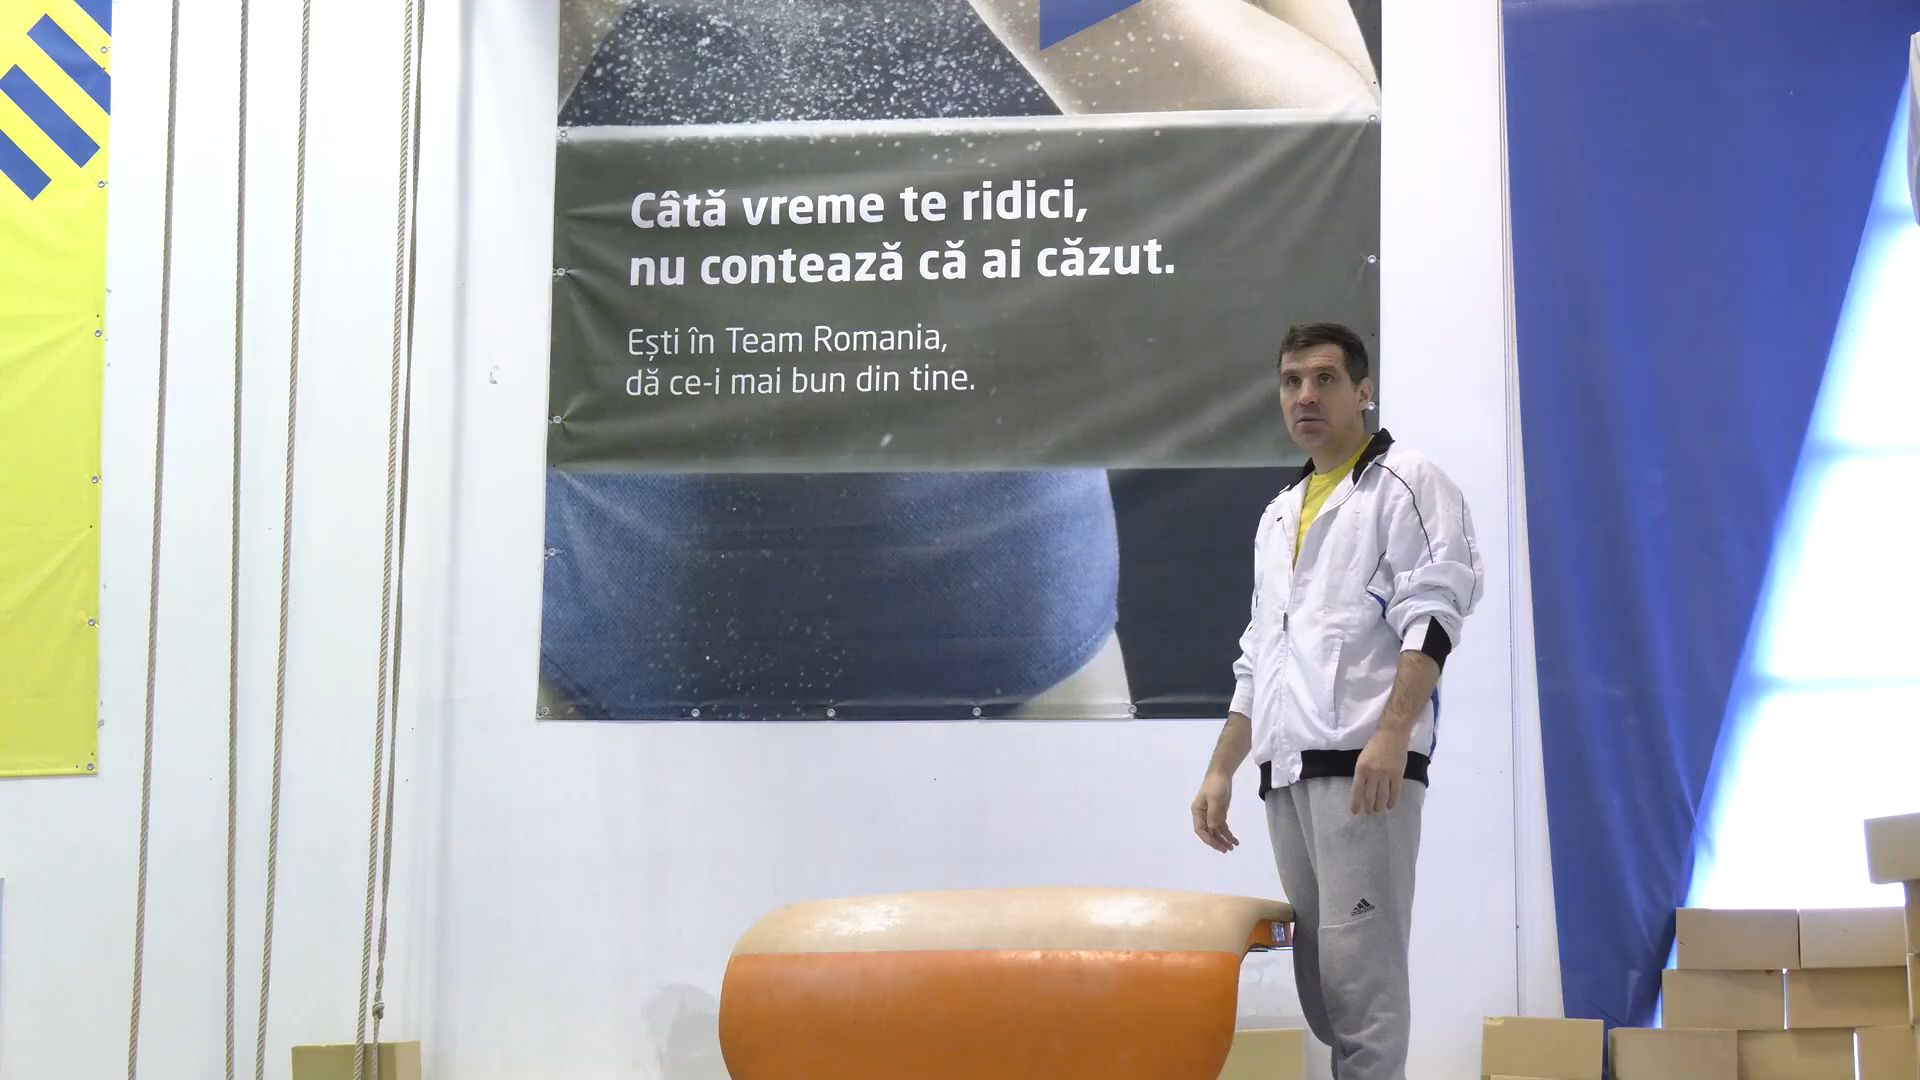 Câtă vreme te ridici,
nu contează că ai căzut.
Ești în Team Romania,
dă ce-i mai bun din tine.
adidas